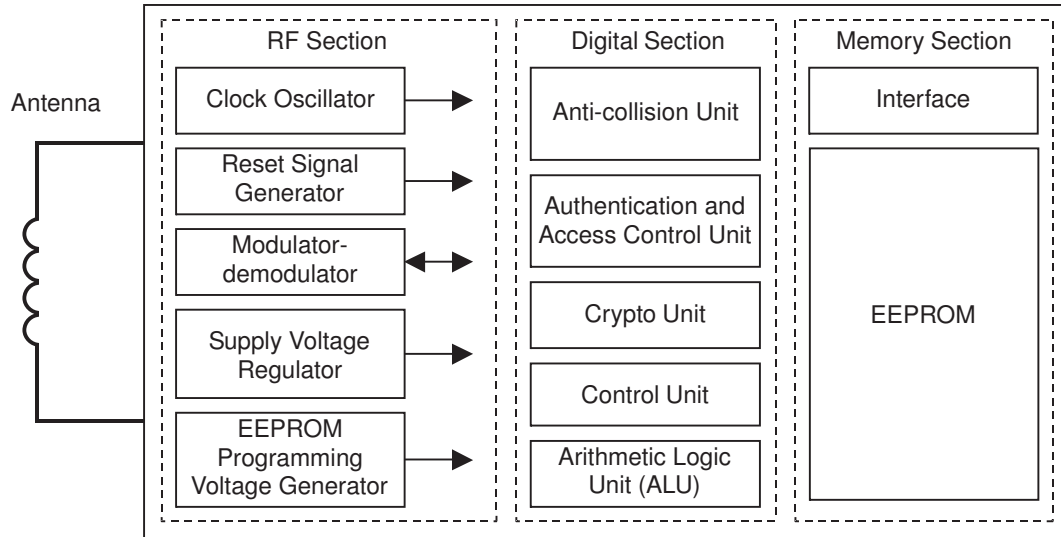 Antenna
RF Section
Clock Oscillator
Reset Signal
Generator
Modulator-
demodulator
Supply Voltage
Regulator
EEPROM
Programming
Voltage Generator
Digital Section
Anti-collision Unit
Authentication and
Access Control Unit
Crypto Unit
Control Unit
Arithmetic Logic
Unit (ALU)
Memory Section
Interface
EEPROM